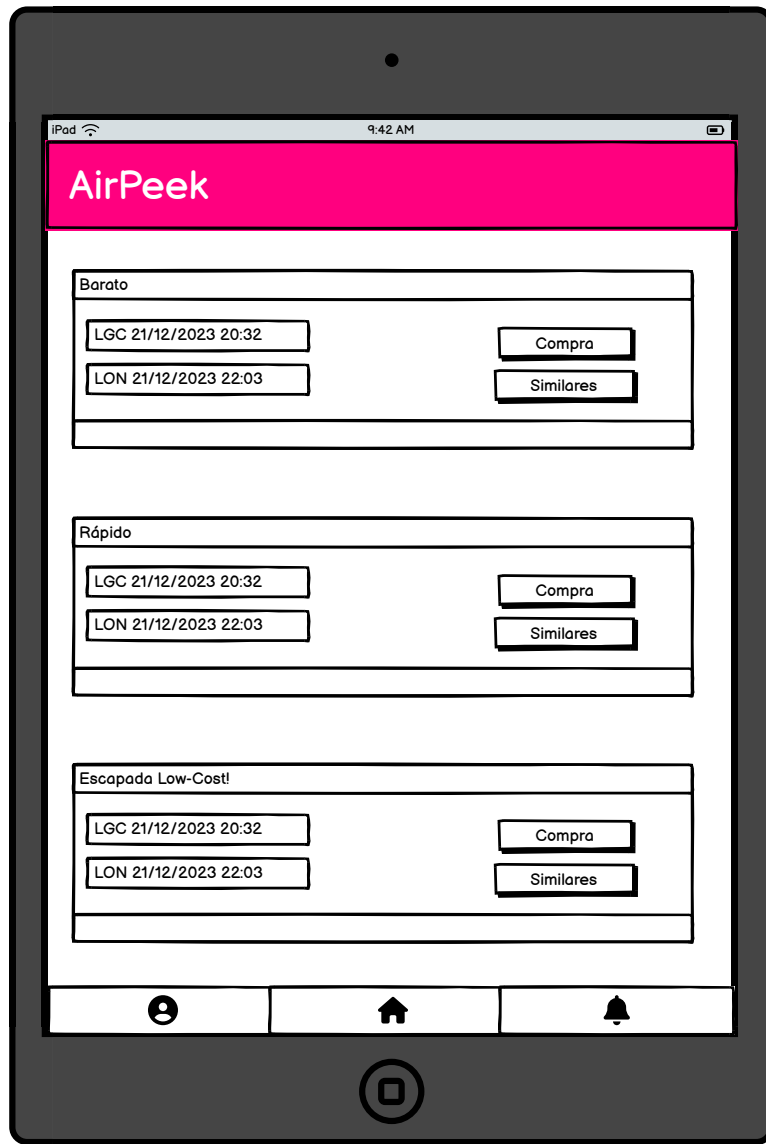 iPad 9:42 AM
AirPeek
Barato
LGC 21/12/2023 20:32
Compra
LON 21/12/2023 22:03
Similares
Rápido
LGC 21/12/2023 20:32
Compra
LON 21/12/2023 22:03
Similares
Escapada Low-Cost!
LGC 21/12/2023 20:32
Compra
LON 21/12/2023 22:03
Similares